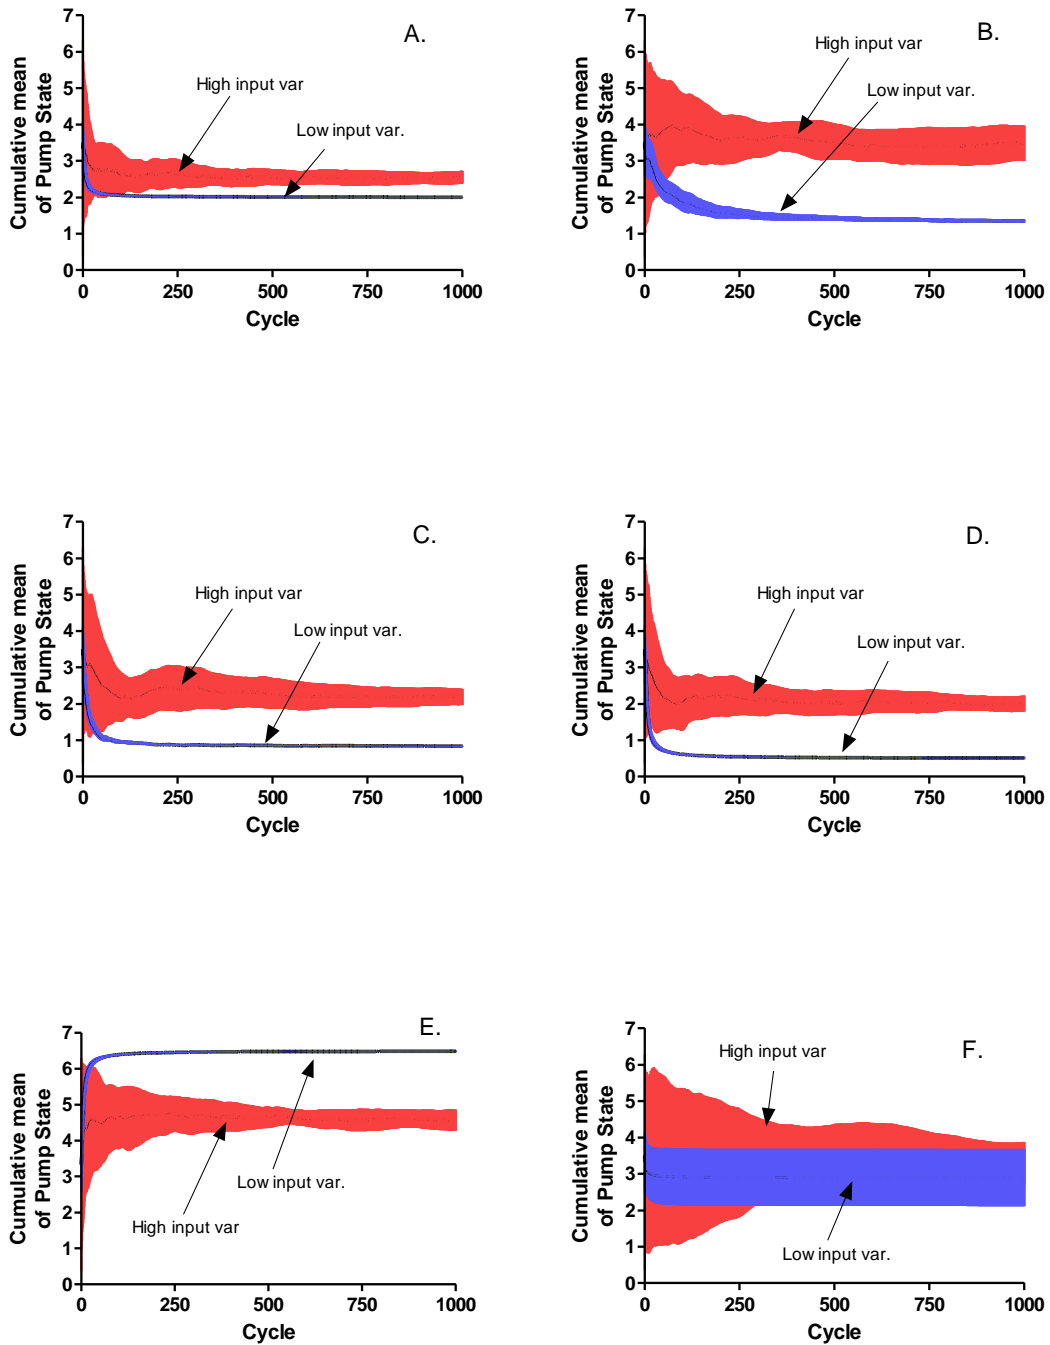 A.
High input var
Low input var.
Cumulative mean
of Pump State
7
6
5
4
3
2
1
0
0 250 500 750 1000
Cycle
B.
High input var
Low input var.
Cumulative mean
of Pump State
7
6
5
4
3
2
1
0
0 250 500 750 1000
Cycle
C.
High input var
Low input var.
Cumulative mean
of Pump State
7
6
5
4
3
2
1
0
0 250 500 750 1000
Cycle
D.
High input var
Low input var.
Cumulative mean
of Pump State
7
6
5
4
3
2
1
0
0 250 500 750 1000
Cycle
E.
Low input var.
High input var
Cumulative mean
of Pump State
7
6
5
4
3
2
1
0
0 250 500 750 1000
Cycle
F.
High input var
Low input var.
Cumulative mean
of Pump State
7
6
5
4
3
2
1
0
0 250 500 750 1000
Cycle